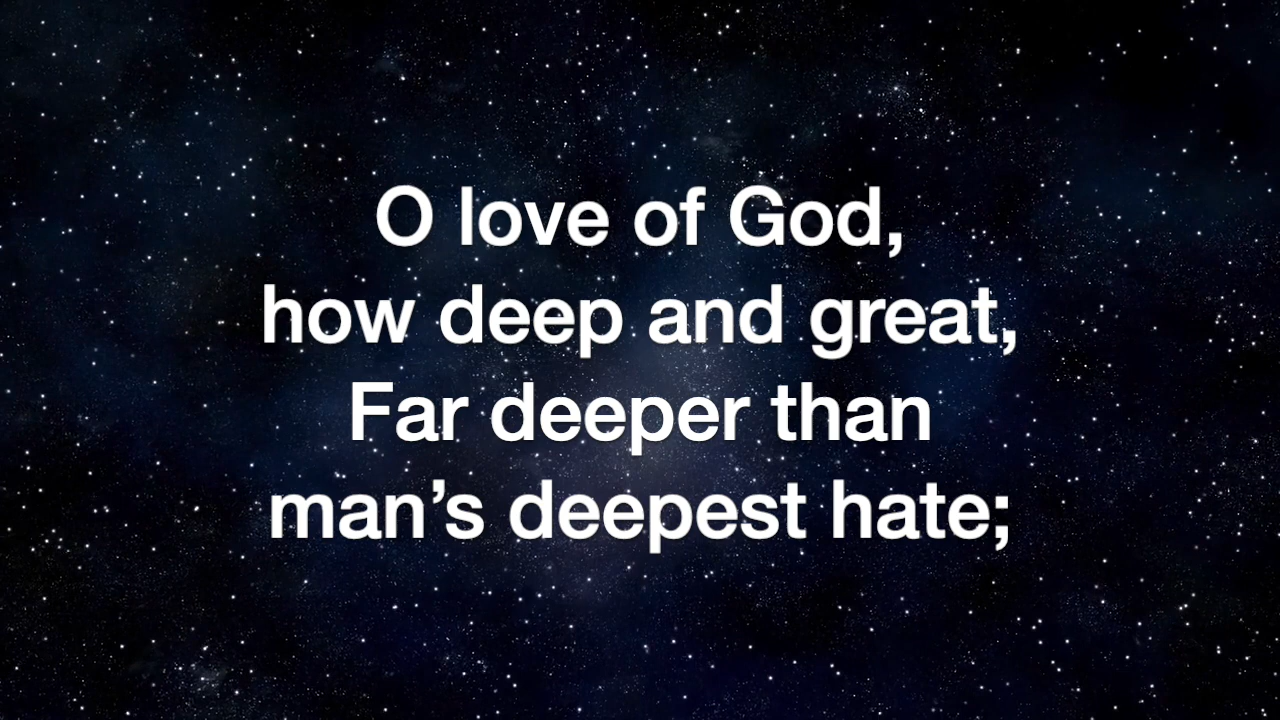 O love of God,
how deep and great,
Far deeper than
man’s deepest hate;